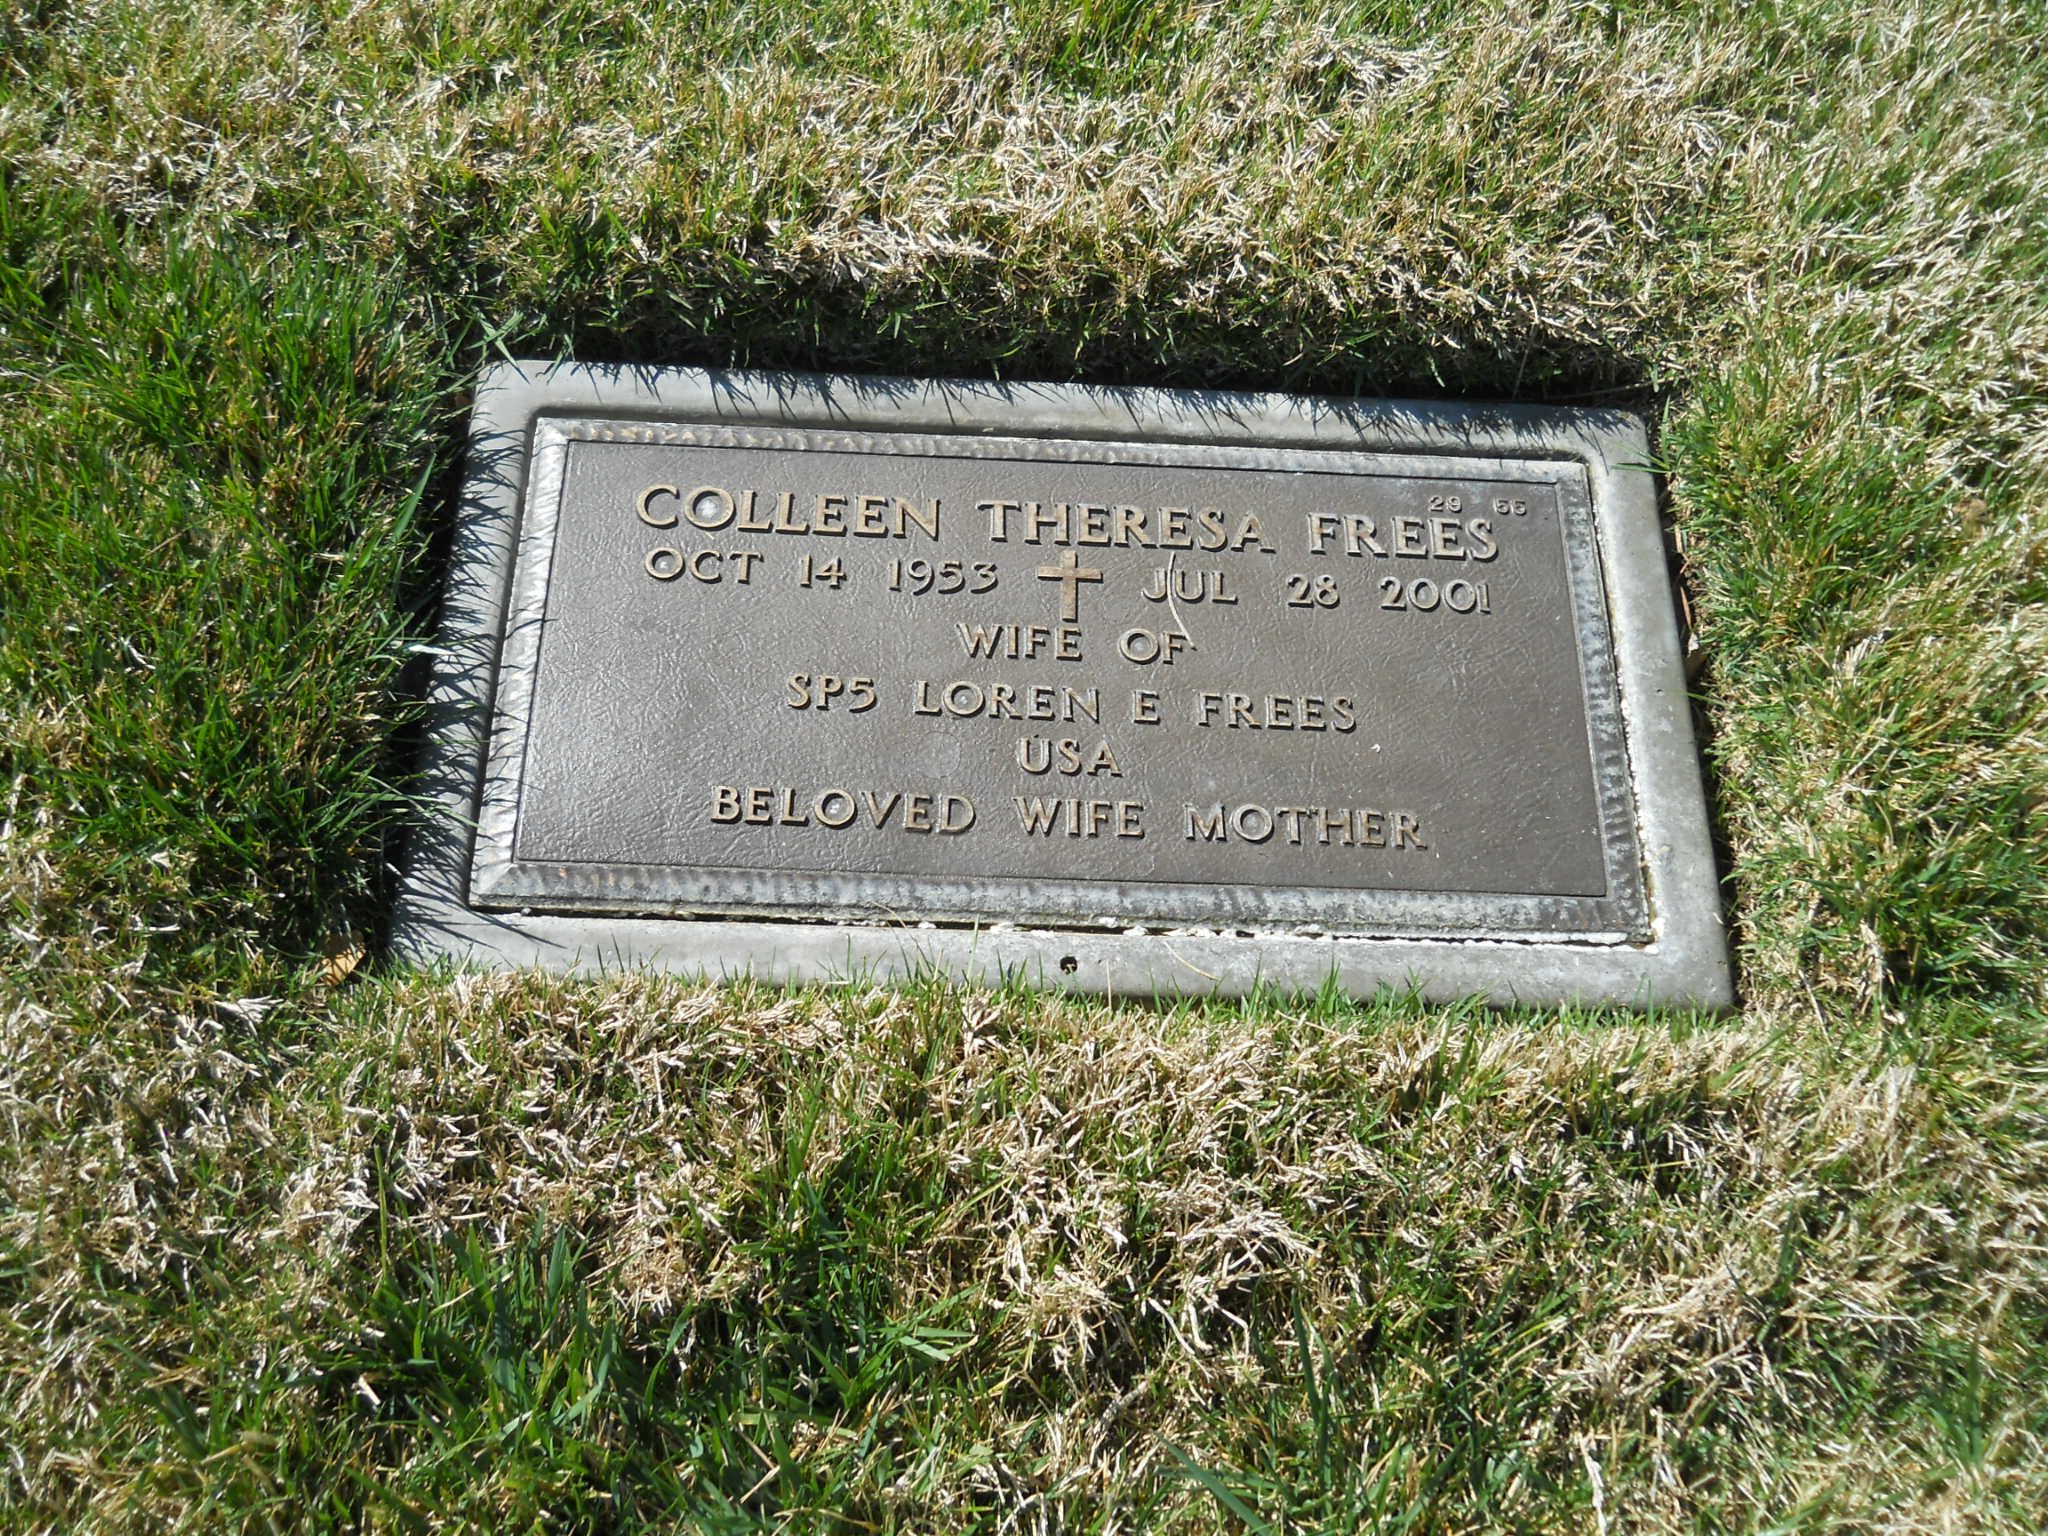 29 55
COLLEEN THERESA FREES
OCT 14 1953 JUL 28 2001
WIFE OF
SP5 LOREN E FREES
USA
BELOVED WIFE MOTHER